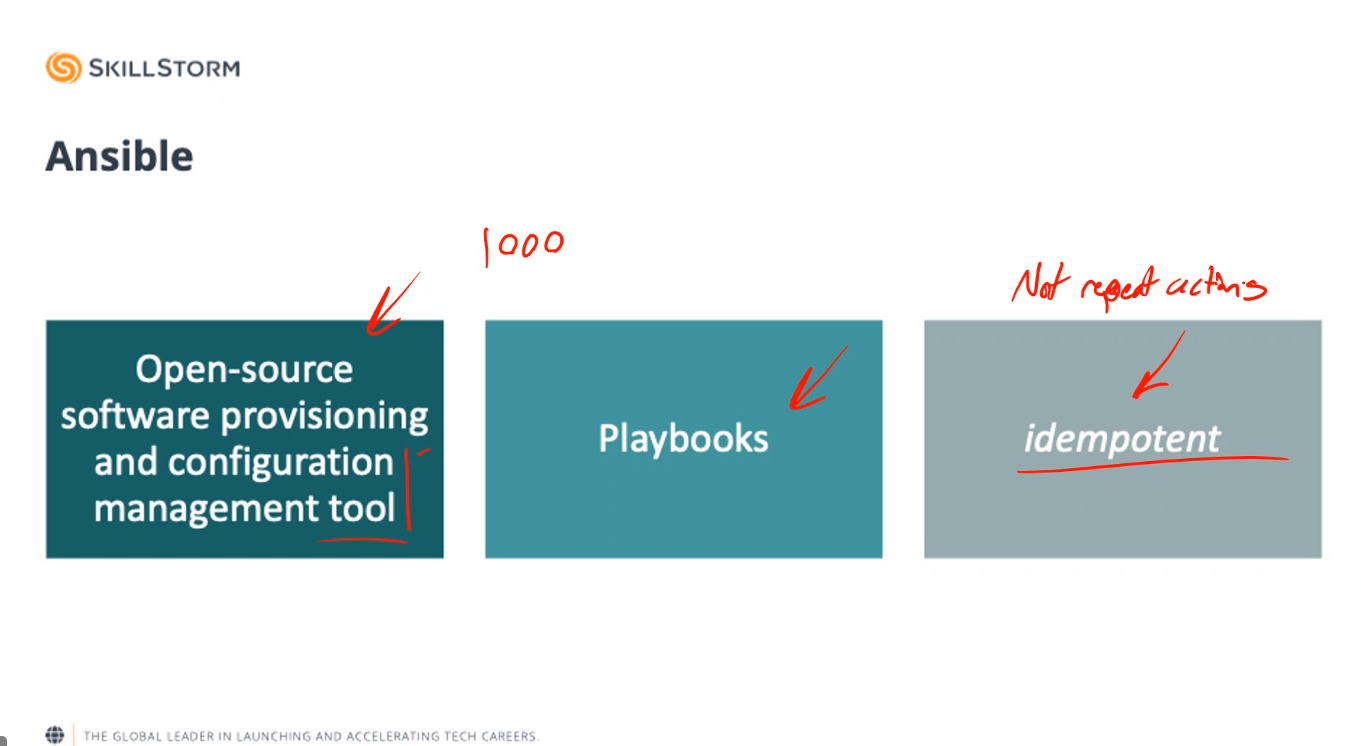 SKILLSTORM
Ansible
1000
Not repeat actions
Open-source
software provisioning
and configuration
management tool
Playbooks
idempotent
THE GLOBAL LEADER IN LAUNCHING AND ACCELERATING TECH CAREERS.